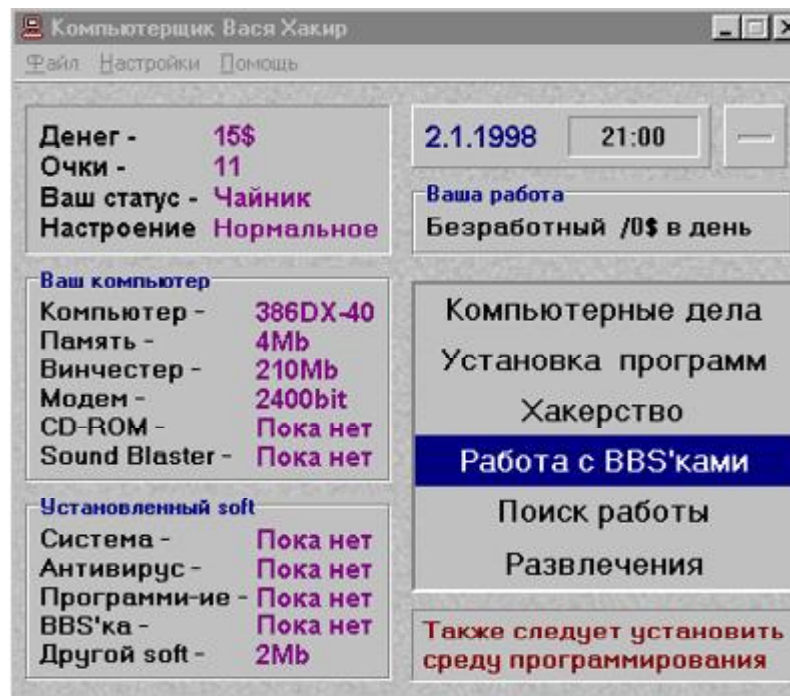 Компьютерщик Вася Хакир
Файл Настройки Помощь
Денег - 15$
Очки - 11
Ваш статус - Чайник
Настроение Нормальное
2.1.1998 21:00
Ваша работа
Безработный /0$ в день
Ваш компьютер
Компьютер - 386DX-40
Память - 4Mb
Винчестер - 210Mb
Модем - 2400bit
CD-ROM - Пока нет
Sound Blaster - Пока нет
Установленный soft
Система - Пока нет
Антивирус - Пока нет
Программи-ие - Пока нет
BBS'ка - Пока нет
Другой soft - 2Mb
Компьютерные дела
Установка программ
Хакерство
Работа с BBS'ками
Поиск работы
Развлечения
Также следует установить
среду программирования